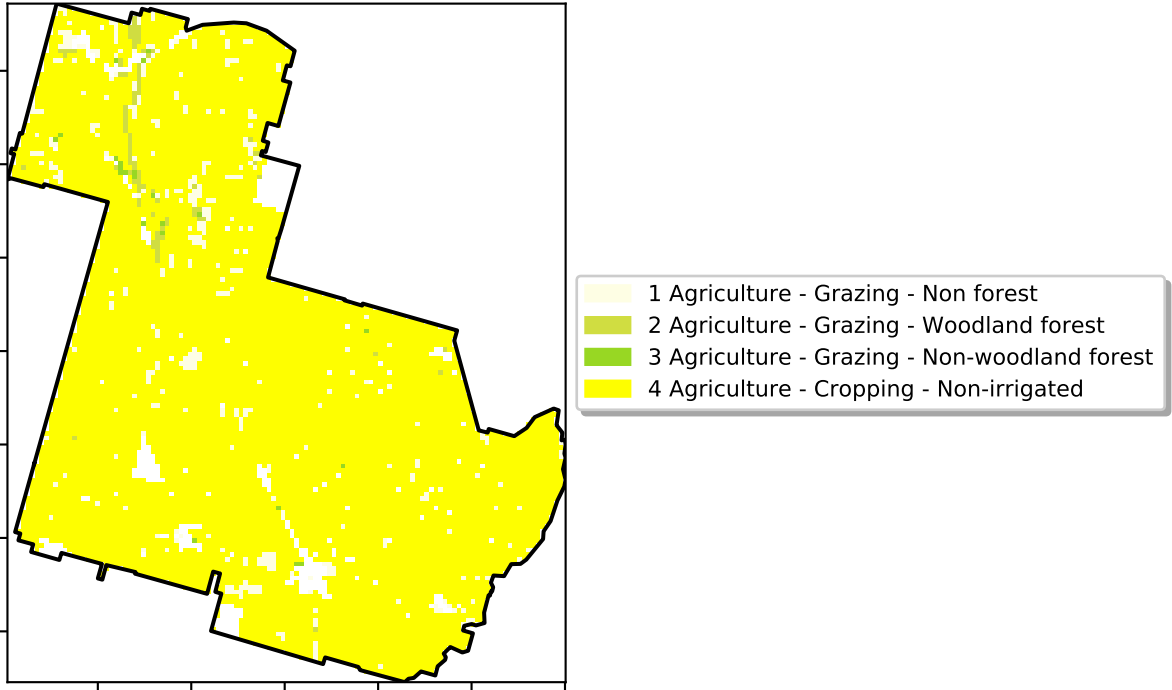 1 Agriculture - Grazing - Non forest
2 Agriculture - Grazing - Woodland forest
3 Agriculture - Grazing - Non-woodland forest
4 Agriculture - Cropping - Non-irrigated